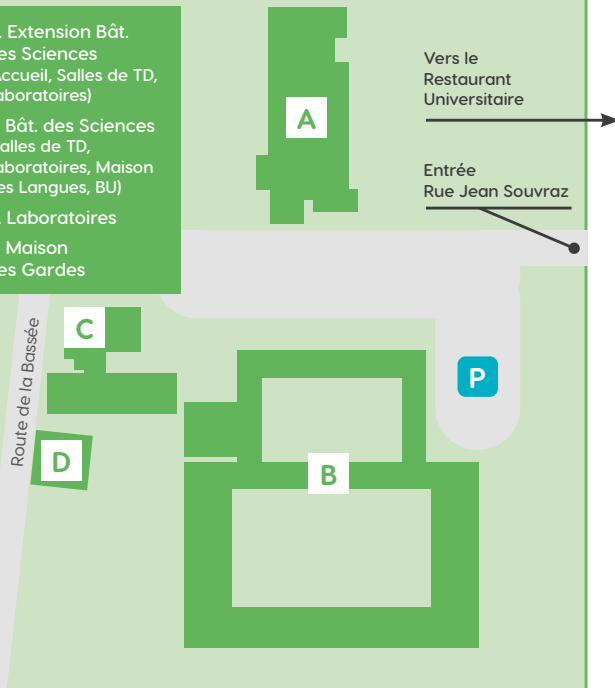 . Extension Bât.
es Sciences
ccueil, Salles de TD,
aboratoires)
Bât. des Sciences
alles de TD,
aboratoires, Maison
es Langues, BU)
. Laboratoires
Maison
es Gardes
A
Vers le
Restaurant
Universitaire
Entrée
Rue Jean Souvraz
C
Route de la Bassée
P
D
B